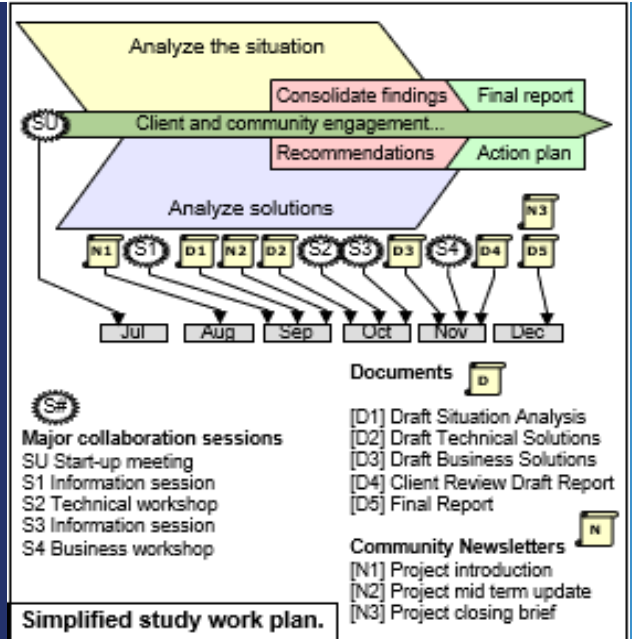 Analyze the situation
Consolidate findings
Final report
SU
Client and community engagement...
Recommendations
Action plan
Analyze solutions
N3
N1
S1
D1
N2
D2
S2
S3
D3
S4
D4
D5
Jul
Aug
Sep
Oct
Nov
Dec
S#
Major collaboration sessions
SU Start-up meeting
S1 Information session
S2 Technical workshop
S3 Information session
S4 Business workshop
Documents
D
[D1] Draft Situation Analysis
[D2] Draft Technical Solutions
[D3] Draft Business Solutions
[D4] Client Review Draft Report
[D5] Final Report
Community Newsletters
N
[N1] Project introduction
[N2] Project mid term update
[N3] Project closing brief
Simplified study work plan.